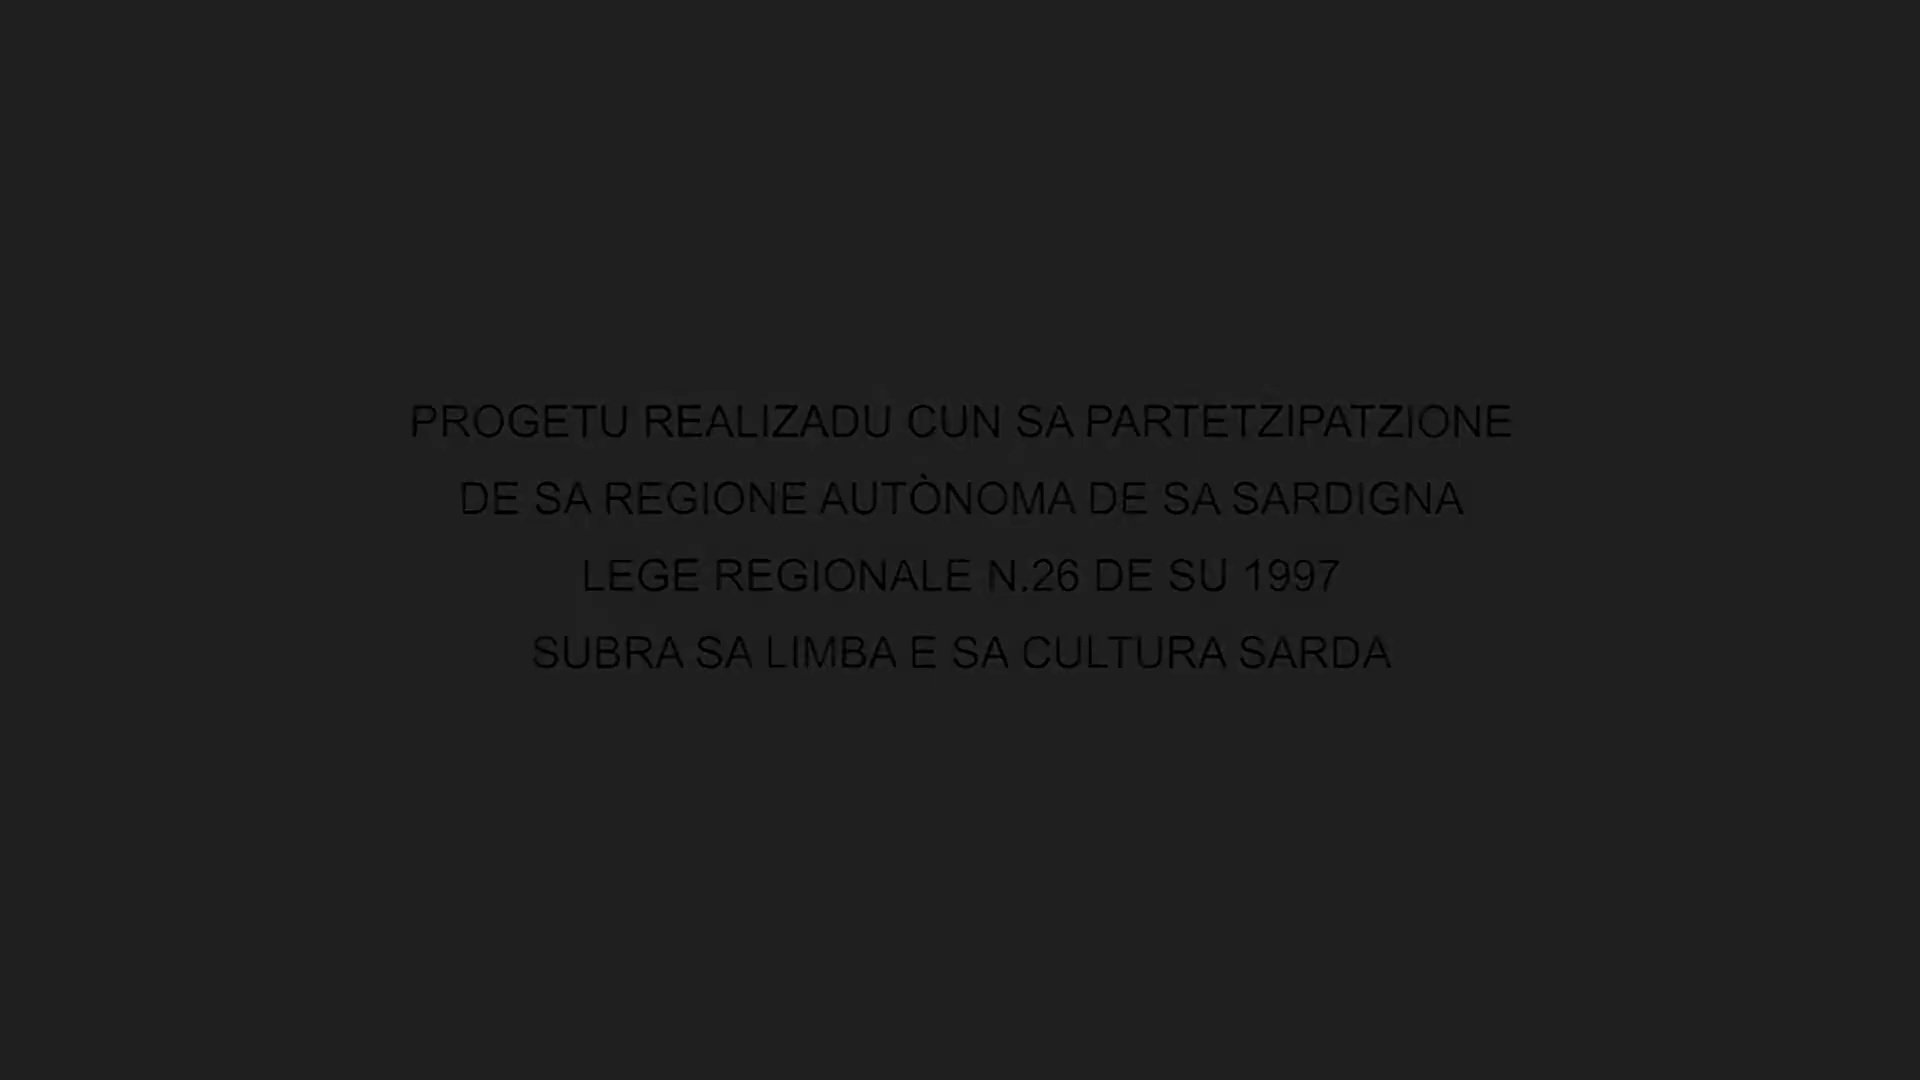 PROGETU REALIZADU CUN SA PARTETZIPATZIONE
DE SA REGIONE AUTÒNOMA DE SA SARDIGNA
LEGE REGIONALE N.26 DE SU 1997
SUBRA SA LIMBA E SA CULTURA SARDA